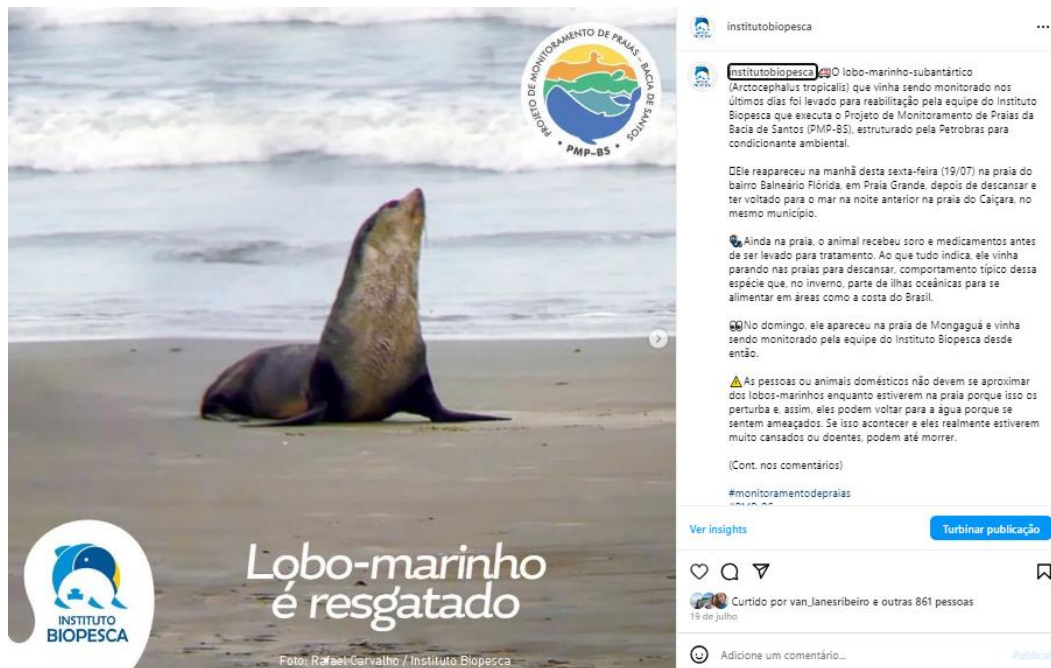 PROJETO DE MONITORAMENTO DE PRAIAS - BACIA DE SANTOS
• PMP-BS •
INSTITUTO
BIOPESCA
Lobo-marinho
é resgatado
Foto: Rafael Carvalho / Instituto Biopesca
institutobiopesca
institutobiopesca O lobo-marinho-subantártico
(Arctocephalus tropicalis) que vinha sendo monitorado nos
últimos dias foi levado para reabilitação pela equipe do Instituto
Biopesca que executa o Projeto de Monitoramento de Praias da
Bacia de Santos (PMP-BS), estruturado pela Petrobras para
condicionante ambiental.
Ele reapareceu na manhã desta sexta-feira (19/07) na praia do
bairro Balneário Flórida, em Praia Grande, depois de descansar e
ter voltado para o mar na noite anterior na praia do Caiçara, no
mesmo município.
Ainda na praia, o animal recebeu soro e medicamentos antes
de ser levado para tratamento. Ao que tudo indica, ele vinha
parando nas praias para descansar, comportamento típico dessa
espécie que, no inverno, parte de ilhas oceânicas para se
alimentar em áreas como a costa do Brasil.
No domingo, ele apareceu na praia de Mongaguá e vinha
sendo monitorado pela equipe do Instituto Biopesca desde
então.
As pessoas ou animais domésticos não devem se aproximar
dos lobos-marinhos enquanto estiverem na praia porque isso os
perturba e, assim, eles podem voltar para a água porque se
sentem ameaçados. Se isso acontecer e eles realmente estiverem
muito cansados ou doentes, podem até morrer.
(Cont. nos comentários)
#monitoramentodepraias
#PMP-BS
Ver insights
Turbinar publicação
Curtido por van_lanesribeiro e outras 861 pessoas
19 de julho
Adicione um comentário...
Publicar